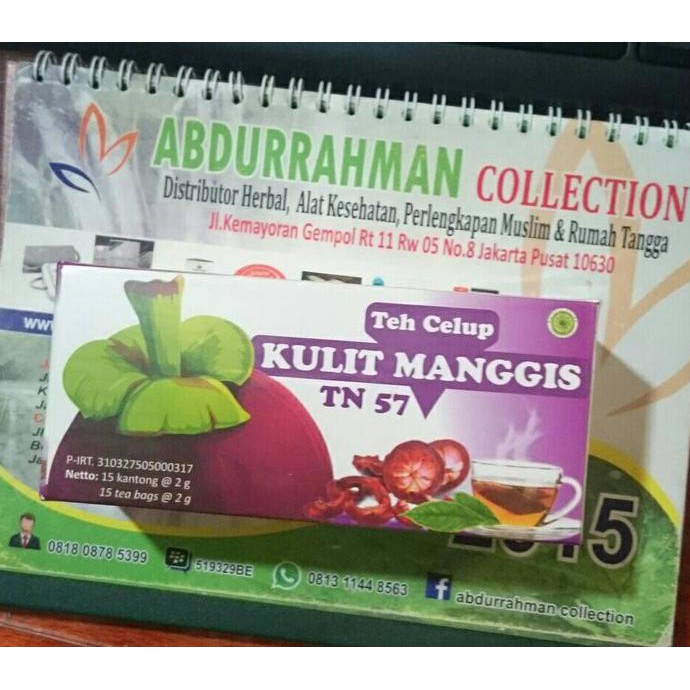 ABDURRAHMAN COLLECTION
Distributor Herbal, Alat Kesehatan, Perlengkapan Muslim & Rumah Tangga
Jl.Kemayoran Gempol Rt 11 Rw 05 No.8 Jakarta Pusat 10630
www
Teh Celup
KULIT MANGGIS
TN 57
P-IRT. 310327505000317
Netto: 15 kantong @ 2 g
15 tea bags @ 2 g
0818 0878 5399
519329BE
0813 1144 8563
abdurrahman collection